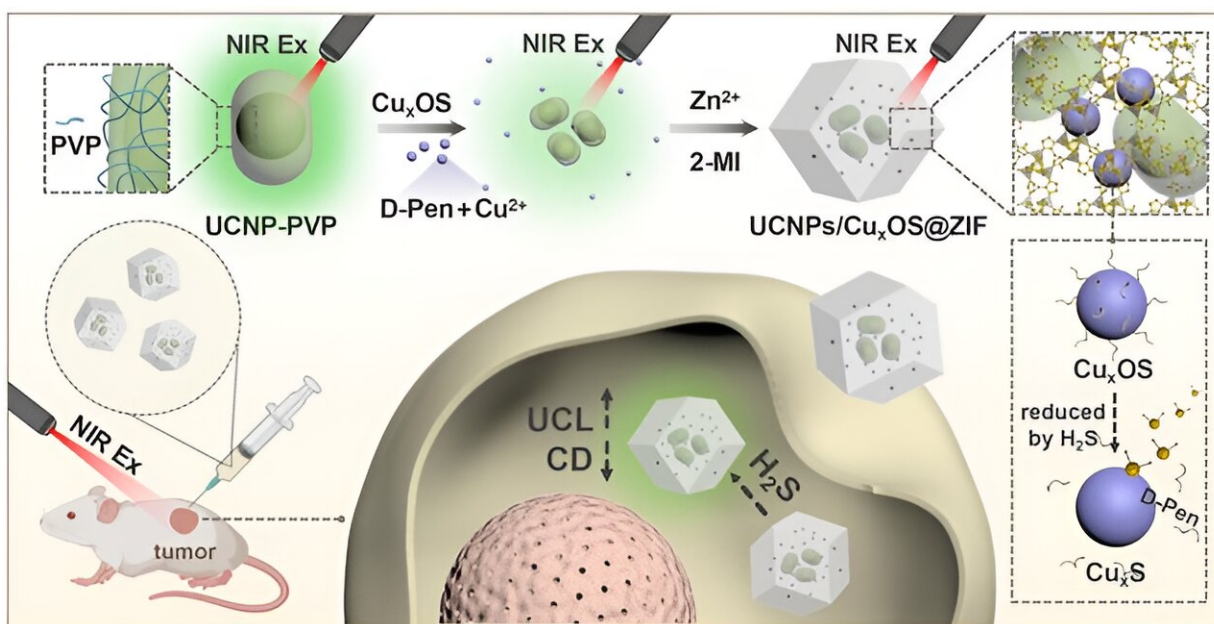 NIR Ex
PVP
UCNP-PVP
CuₓOS
D-Pen + Cu²⁺
NIR Ex
Zn²⁺
2-MI
NIR Ex
UCNPs/CuₓOS@ZIF
CuₓOS
reduced
by H₂S
D-Pen
CuₓS
NIR Ex
tumor
UCL
CD
H₂S